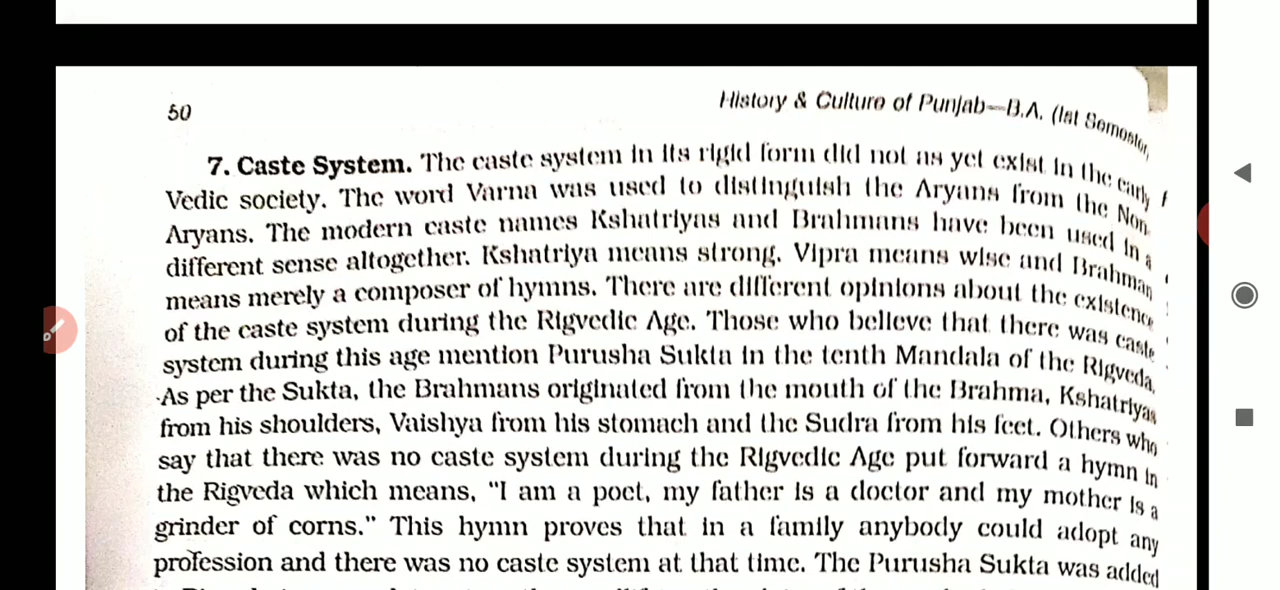 50
History & Culture of Punjab—B.A. (Ist Semester)
7. Caste System. The caste system in its rigid form did not as yet exist in the early
Vedic society. The word Varna was used to distinguish the Aryans from the Non-
Aryans. The modern caste names Kshatriyas and Brahmans have been used in a
different sense altogether. Kshatriya means strong. Vipra means wise and Brahman
means merely a composer of hymns. There are different opinions about the existence
of the caste system during the Rigvedic Age. Those who believe that there was caste
system during this age mention Purusha Sukta in the tenth Mandala of the Rigveda.
As per the Sukta, the Brahmans originated from the mouth of the Brahma, Kshatriyas
from his shoulders, Vaishya from his stomach and the Sudra from his feet. Others who
say that there was no caste system during the Rigvedic Age put forward a hymn in
the Rigveda which means, "I am a poet, my father is a doctor and my mother is a
grinder of corns." This hymn proves that in a family anybody could adopt any
profession and there was no caste system at that time. The Purusha Sukta was added